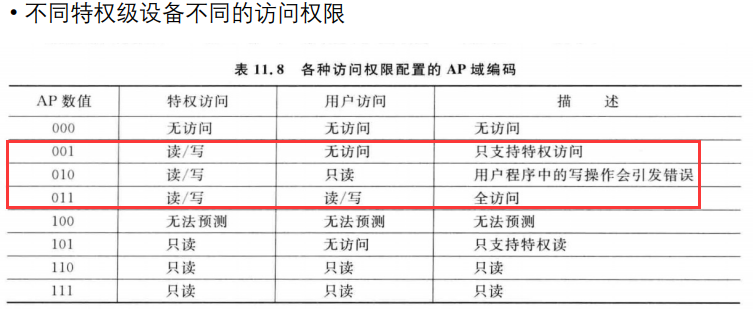 • 不同特权级设备不同的访问权限
表 11.8 各种访问权限配置的 AP 域编码
AP 数值 特权访问 用户访问 描 述
000 无访问 无访问 无访问
001 读/写 无访问 只支持特权访问
010 读/写 只读 用户程序中的写操作会引发错误
011 读/写 读/写 全访问
100 无法预测 无法预测 无法预测
101 只读 无访问 只支持特权读
110 只读 只读 只读
111 只读 只读 只读